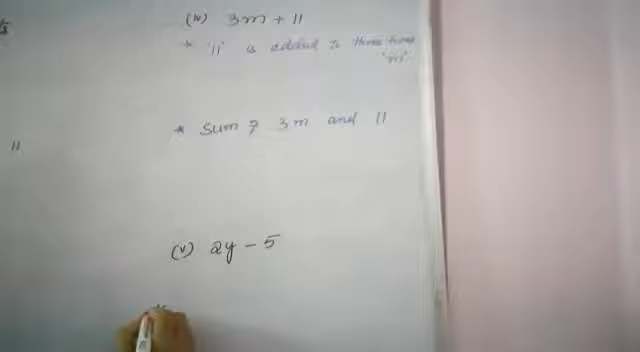 (iv) 3m + 11
* '11' is added to three times
'm'
* Sum of 3m and 11
11
(v) 2y - 5
*